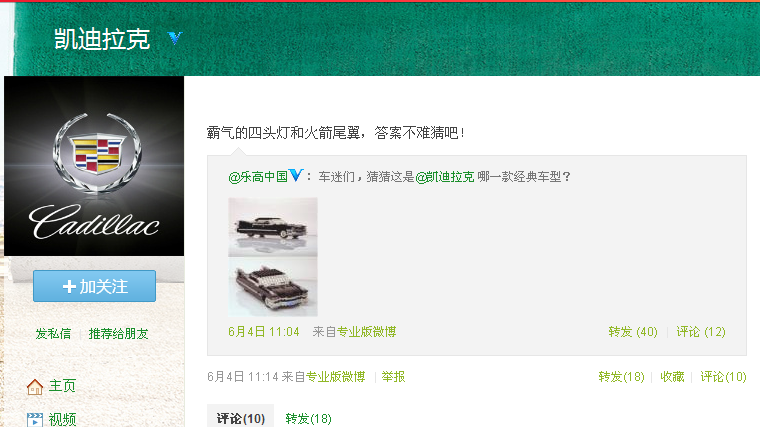 凯迪拉克
Cadillac
霸气的四头灯和火箭尾翼，答案不难猜吧！
@乐高中国：车迷们，猜猜这是@凯迪拉克 哪一款经典车型？
6月4日 11:04 来自专业版微博 转发 (40) 评论 (12)
加关注
发私信 推荐给朋友
6月4日 11:14 来自专业版微博 举报 转发(18) 收藏 评论(10)
主页
视频
评论(10) 转发(18)